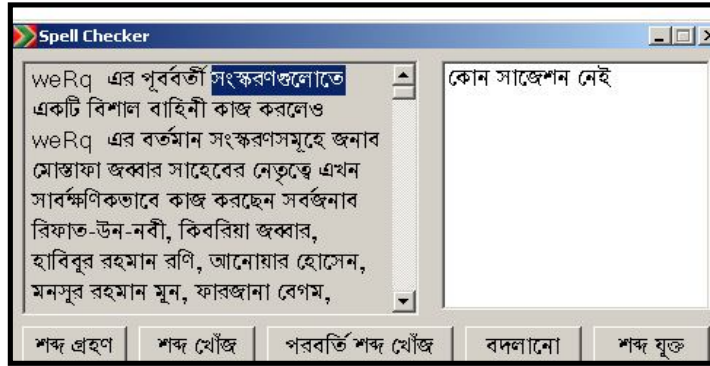 Spell Checker
weRq এর পূর্ববর্তী সংস্করণগুলোতে
একটি বিশাল বাহিনী কাজ করলেও
weRq এর বর্তমান সংস্করণসমূহে জনাব
মোস্তাফা জব্বার সাহেবের নেতৃত্বে এখন
সার্বক্ষণিকভাবে কাজ করছেন সর্বজনাব
রিফাত-উন-নবী, কিবরিয়া জব্বার,
হাবিবুর রহমান রণি, আনোয়ার হোসেন,
মনসুর রহমান মূন, ফারজানা বেগম,
কোন সাজেশন নেই
শব্দ গ্রহণ
শব্দ খোঁজ
পরবর্তি শব্দ খোঁজ
বদলানো
শব্দ যুক্ত